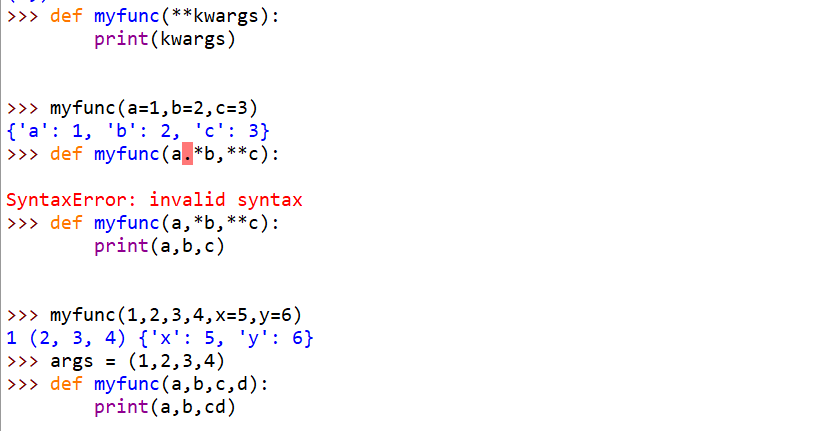 >>> def myfunc(**kwargs):
        print(kwargs)
>>> myfunc(a=1,b=2,c=3)
{'a': 1, 'b': 2, 'c': 3}
>>> def myfunc(a.*b,**c):
SyntaxError: invalid syntax
>>> def myfunc(a,*b,**c):
        print(a,b,c)
>>> myfunc(1,2,3,4,x=5,y=6)
1 (2, 3, 4) {'x': 5, 'y': 6}
>>> args = (1,2,3,4)
>>> def myfunc(a,b,c,d):
        print(a,b,cd)